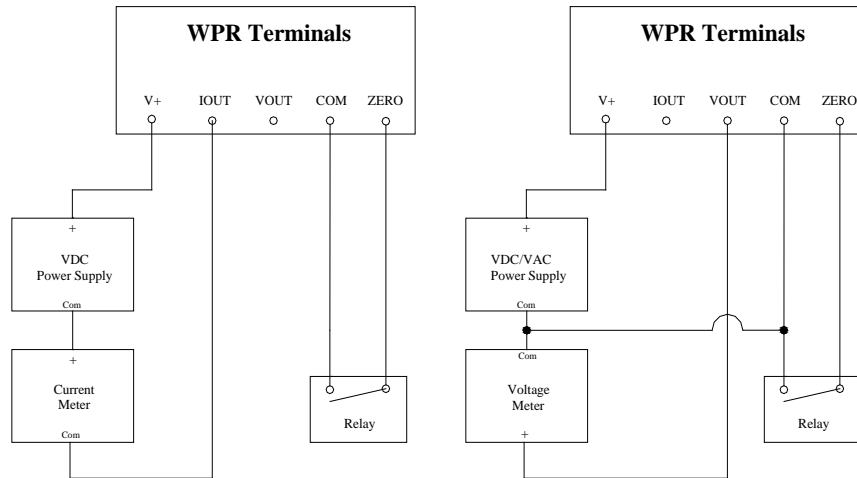 WPR Terminals
V+ IOUT VOUT COM ZERO
+
VDC
Power Supply
Com
+
Current
Meter
Com
Relay
WPR Terminals
V+ IOUT VOUT COM ZERO
+
VDC/VAC
Power Supply
Com
Com
Voltage
Meter
+
Relay